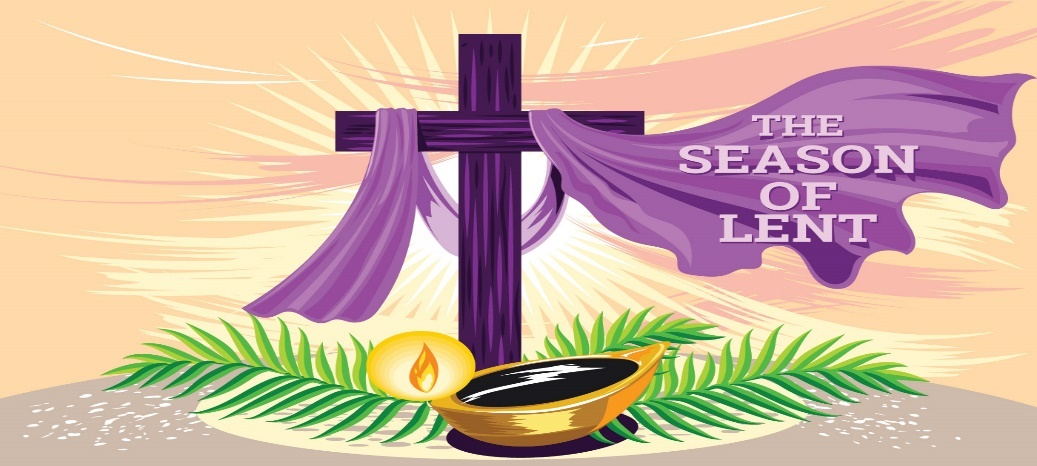 THE
SEASON
OF
LENT